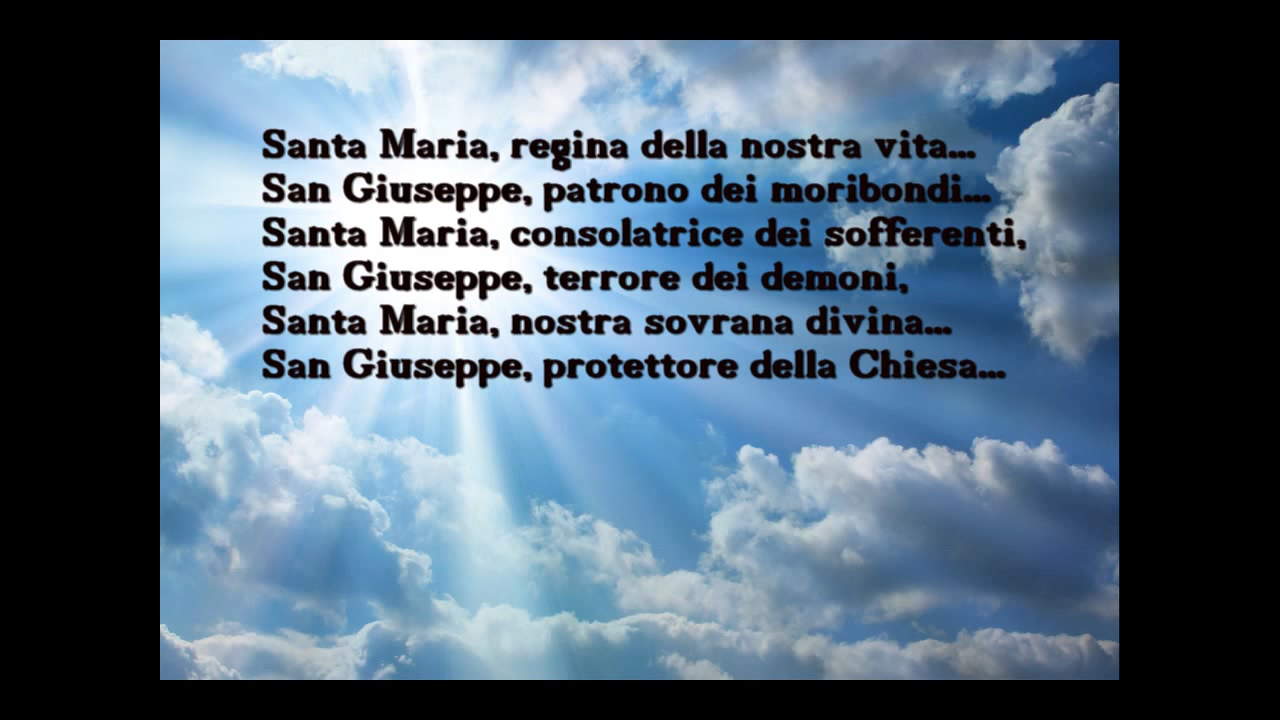 Santa Maria, regina della nostra vita...
San Giuseppe, patrono dei moribondi...
Santa Maria, consolatrice dei sofferenti,
San Giuseppe, terrore dei demoni,
Santa Maria, nostra sovrana divina...
San Giuseppe, protettore della Chiesa...